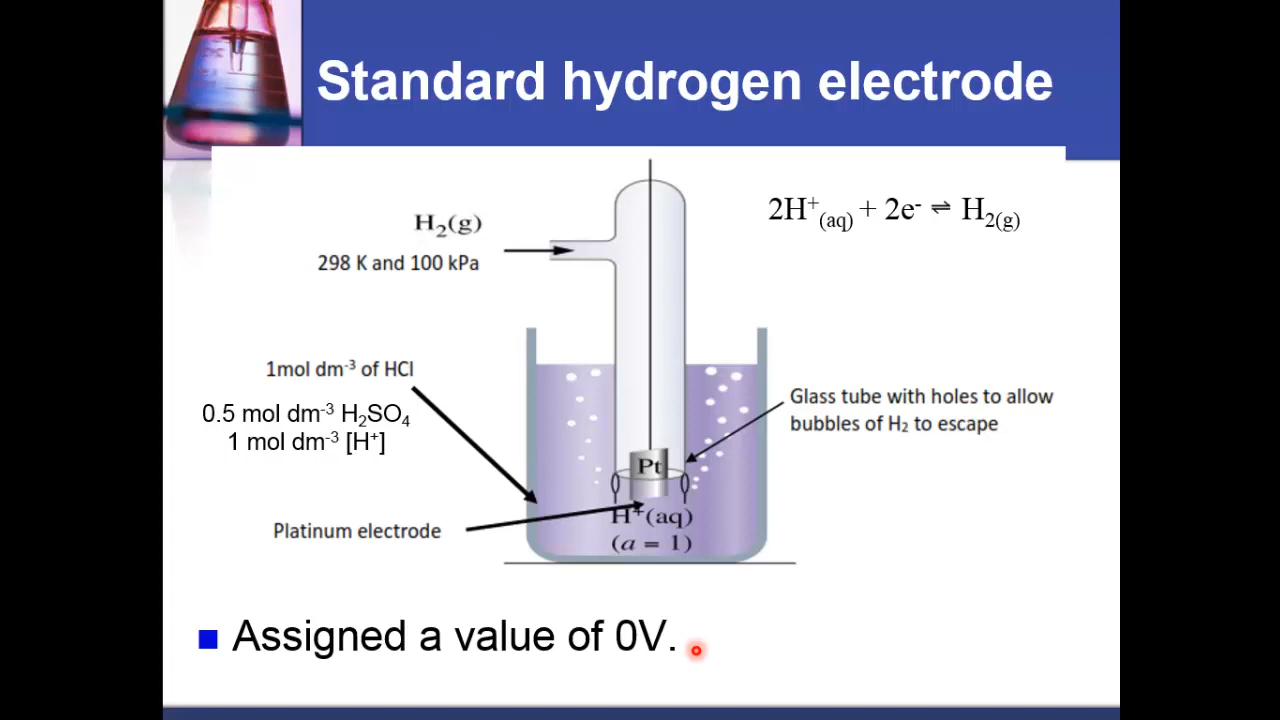 Standard hydrogen electrode
H₂(g)
298 K and 100 kPa
2H⁺(aq) + 2e⁻ ⇌ H₂(g)
1mol dm⁻³ of HCl
0.5 mol dm⁻³ H₂SO₄
1 mol dm⁻³ [H⁺]
Glass tube with holes to allow
bubbles of H₂ to escape
Pt
Platinum electrode
H⁺(aq)
(a = 1)
Assigned a value of 0V.